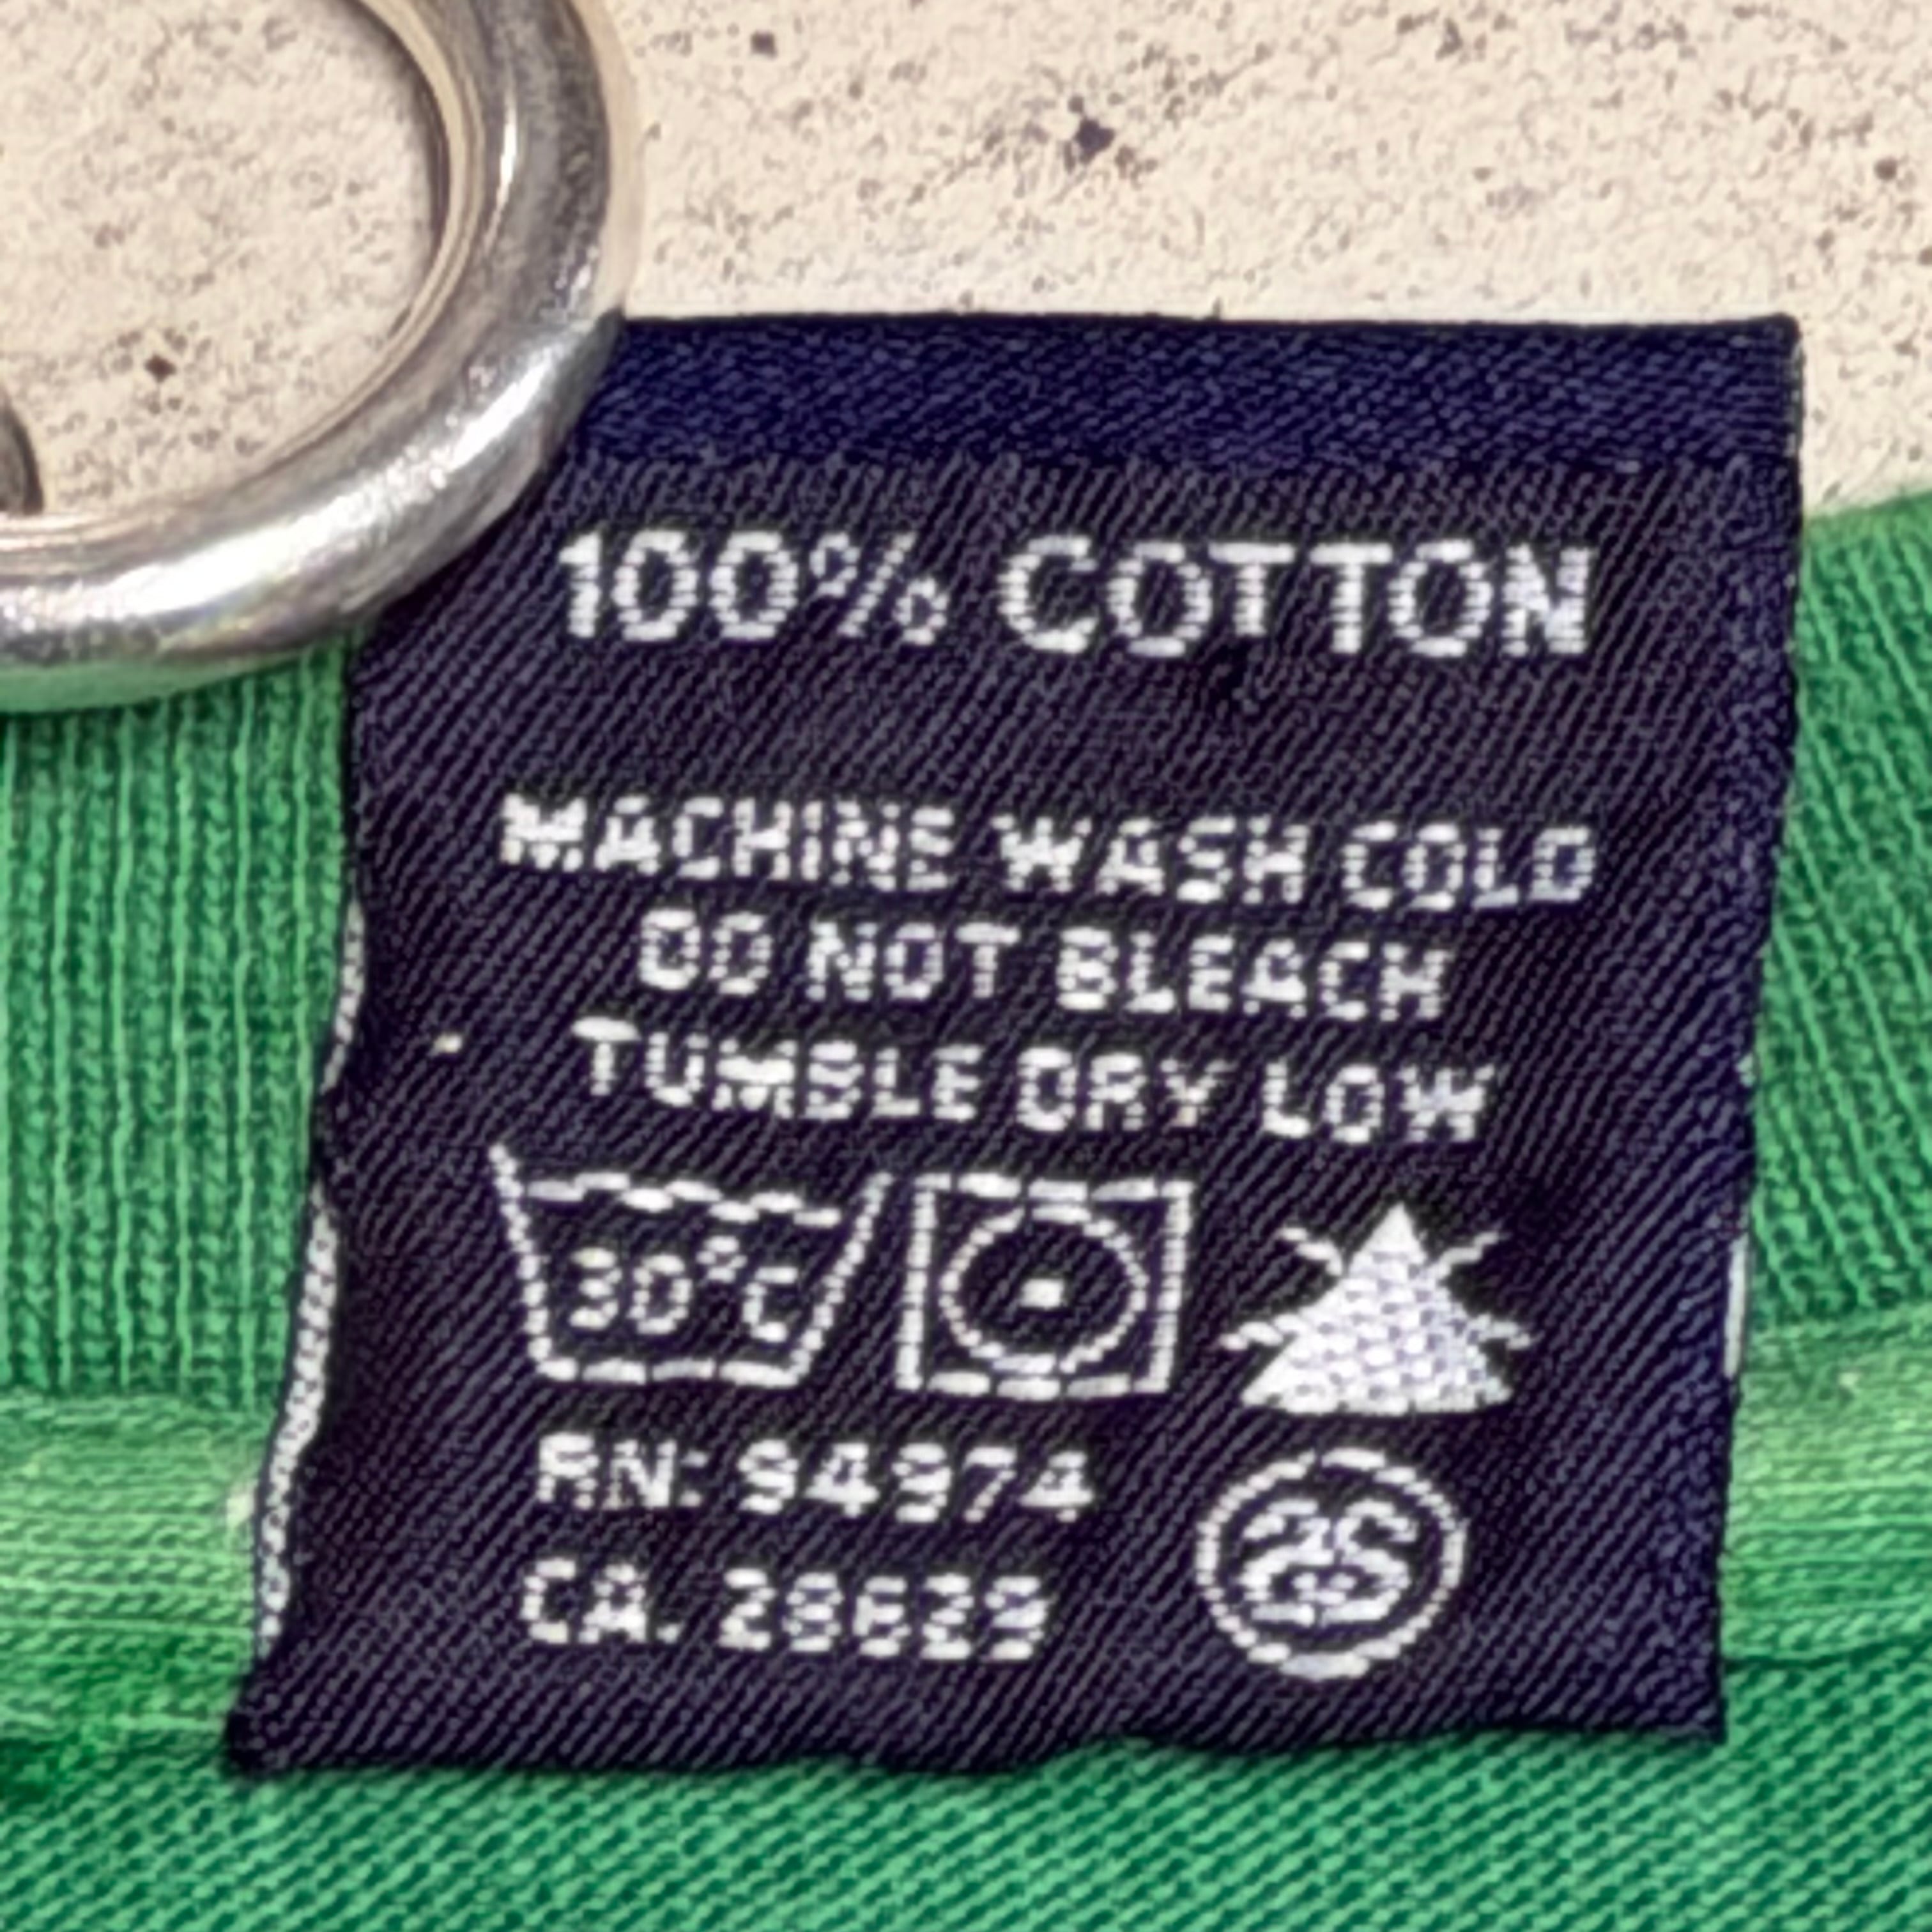 100% COTTON
MACHINE WASH COLD
DO NOT BLEACH
TUMBLE DRY LOW
30°C
RN: 94974
CA. 28629